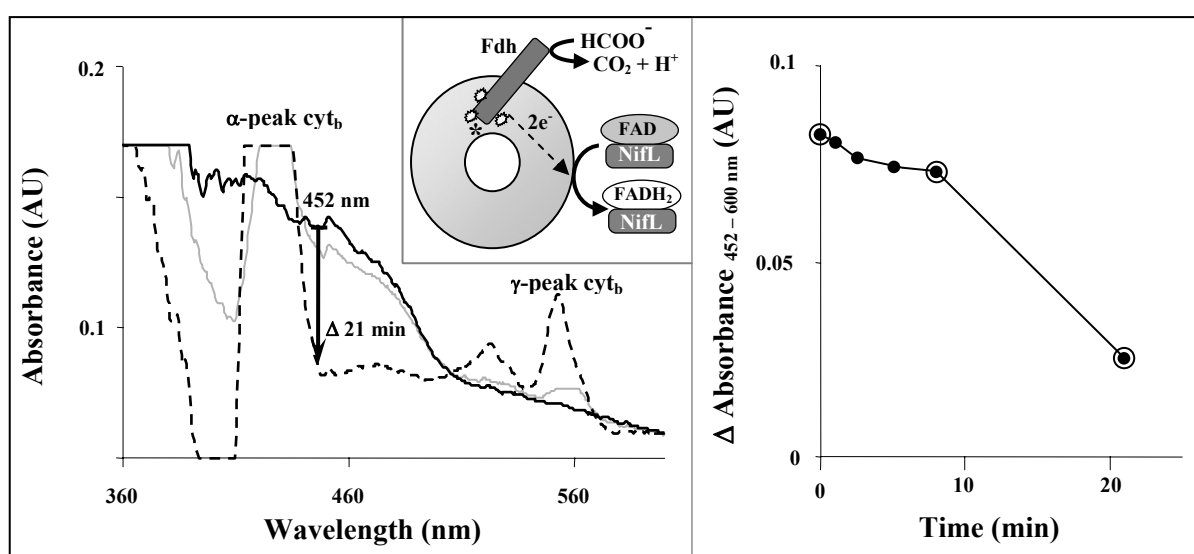 0.2
0.1
Absorbance (AU)
α-peak cyt_b
452 nm
Δ 21 min
γ-peak cyt_b
360
460
560
Wavelength (nm)
Fdh
HCOO⁻
CO₂ + H⁺
2e⁻
*
FAD
NifL
FADH₂
NifL
0.1
0.05
0
Δ Absorbance 452 – 600 nm (AU)
0
10
20
Time (min)